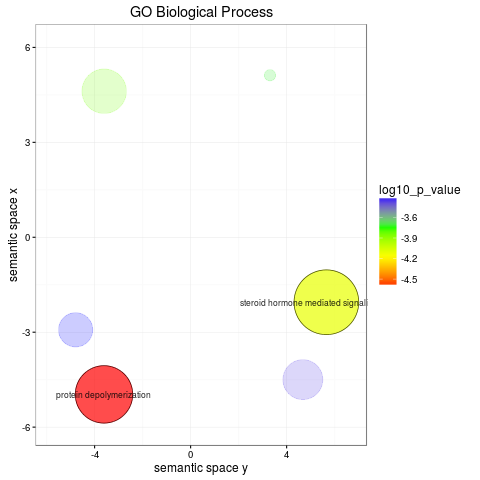 GO Biological Process
semantic space x
6
3
0
-3
-6
steroid hormone mediated signali
protein depolymerization
-4
0
4
semantic space y
log10_p_value
-3.6
-3.9
-4.2
-4.5